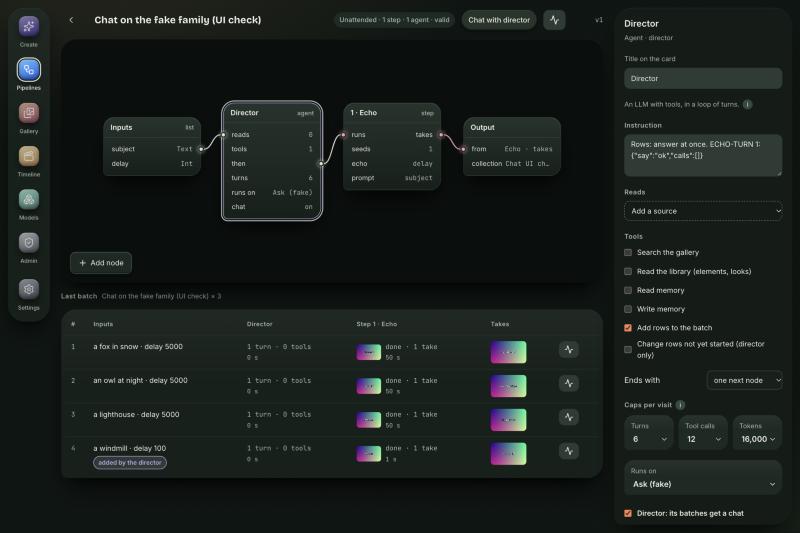 Chat on the fake family (UI check)
Unattended · 1 step · 1 agent · valid
Chat with director
v1
Create
Pipelines
Gallery
Timeline
Models
Admin
Settings
Inputs list
subject Text
delay Int
Director agent
reads 0
tools 1
then
turns 6
runs on Ask (fake)
chat on
1 · Echo step
runs takes
seeds 1
echo delay
prompt subject
Output
from Echo · takes
collection Chat UI ch…
+ Add node
Last batch Chat on the fake family (UI check) × 3
# Inputs Director Step 1 · Echo Takes
1 a fox in snow · delay 5000 1 turn · 0 tools done · 1 take
0 s 50 s
2 an owl at night · delay 5000 1 turn · 0 tools done · 1 take
0 s 50 s
3 a lighthouse · delay 5000 1 turn · 0 tools done · 1 take
0 s 50 s
4 a windmill · delay 100 1 turn · 0 tools done · 1 take
added by the director 0 s 1 s
Director
Agent · director
Title on the card
Director
An LLM with tools, in a loop of turns. i
Instruction
Rows: answer at once. ECHO-TURN 1:
{"say":"ok","calls":[]}
Reads
Add a source
Tools
Search the gallery
Read the library (elements, looks)
Read memory
Write memory
Add rows to the batch
Change rows not yet started (director
only)
Ends with one next node
Caps per visit i
Turns Tool calls Tokens
6 12 16,000
Runs on
Ask (fake)
Director: its batches get a chat